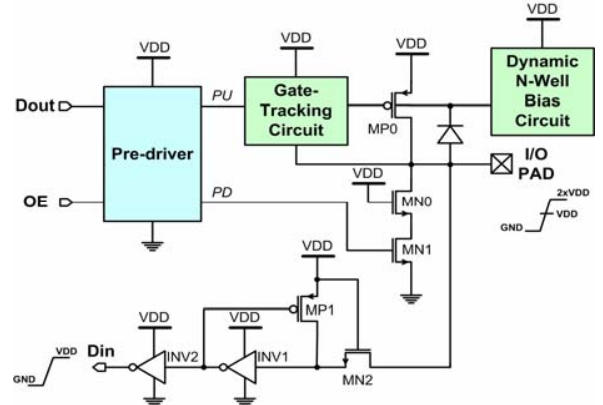 VDD
VDD
VDD
VDD
Dout
PU
Pre-driver
Gate-
Tracking
Circuit
MP0
Dynamic
N-Well
Bias
Circuit
I/O
PAD
OE
PD
VDD
MN0
MN1
2xVDD
VDD
GND
VDD
MP1
VDD
VDD
VDD
GND
Din
INV2
INV1
MN2